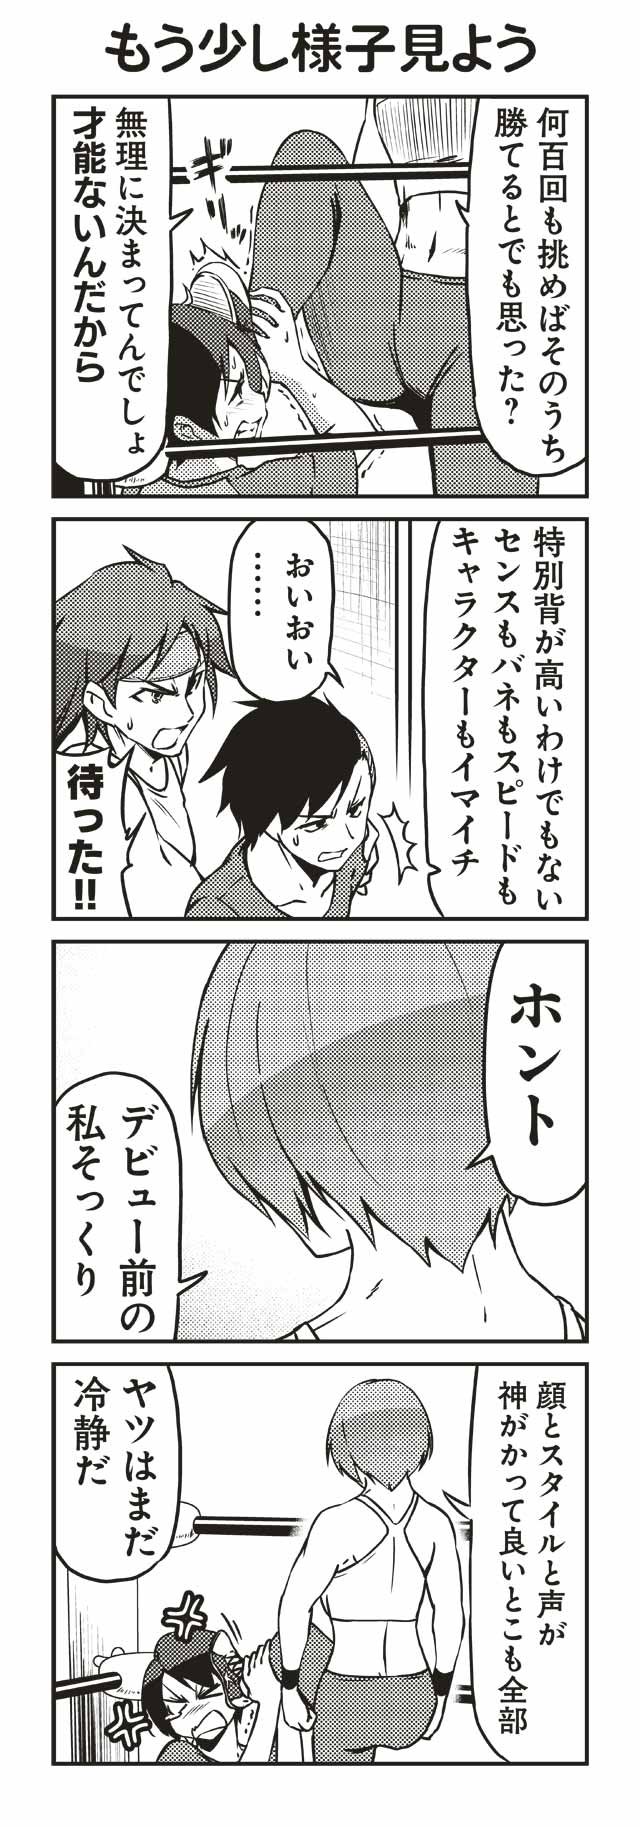 もう少し様子見よう
何百回も挑めばそのうち
勝てるとでも思った?
無理に決まってんでしょ
才能ないんだから
特別背が高いわけでもない
センスもバネもスピードも
キャラクターもイマイチ
おいおい
……
待った!!
ホント
デビュー前の
私そっくり
顔とスタイルと声が
神がかって良いとこも全部
ヤツはまだ
冷静だ